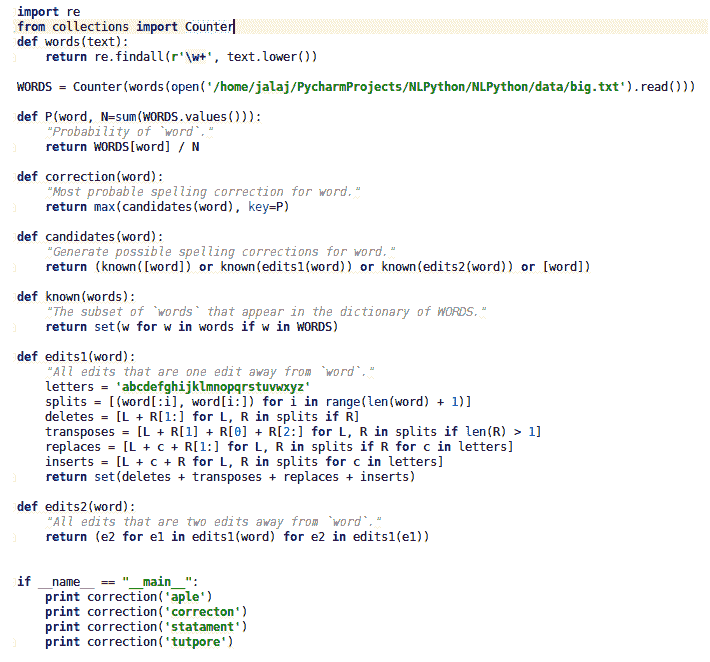 import re
from collections import Counter
def words(text):
    return re.findall(r'\w+', text.lower())

WORDS = Counter(words(open('/home/jalaj/PycharmProjects/NLPython/NLPython/data/big.txt').read()))

def P(word, N=sum(WORDS.values())):
    "Probability of `word`."
    return WORDS[word] / N

def correction(word):
    "Most probable spelling correction for word."
    return max(candidates(word), key=P)

def candidates(word):
    "Generate possible spelling corrections for word."
    return (known([word]) or known(edits1(word)) or known(edits2(word)) or [word])

def known(words):
    "The subset of `words` that appear in the dictionary of WORDS."
    return set(w for w in words if w in WORDS)

def edits1(word):
    "All edits that are one edit away from `word`."
    letters = 'abcdefghijklmnopqrstuvwxyz'
    splits = [(word[:i], word[i:]) for i in range(len(word) + 1)]
    deletes = [L + R[1:] for L, R in splits if R]
    transposes = [L + R[1] + R[0] + R[2:] for L, R in splits if len(R) > 1]
    replaces = [L + c + R[1:] for L, R in splits if R for c in letters]
    inserts = [L + c + R for L, R in splits for c in letters]
    return set(deletes + transposes + replaces + inserts)

def edits2(word):
    "All edits that are two edits away from `word`."
    return (e2 for e1 in edits1(word) for e2 in edits1(e1))


if __name__ == "__main__":
    print correction('aple')
    print correction('correcton')
    print correction('statament')
    print correction('tutpore')